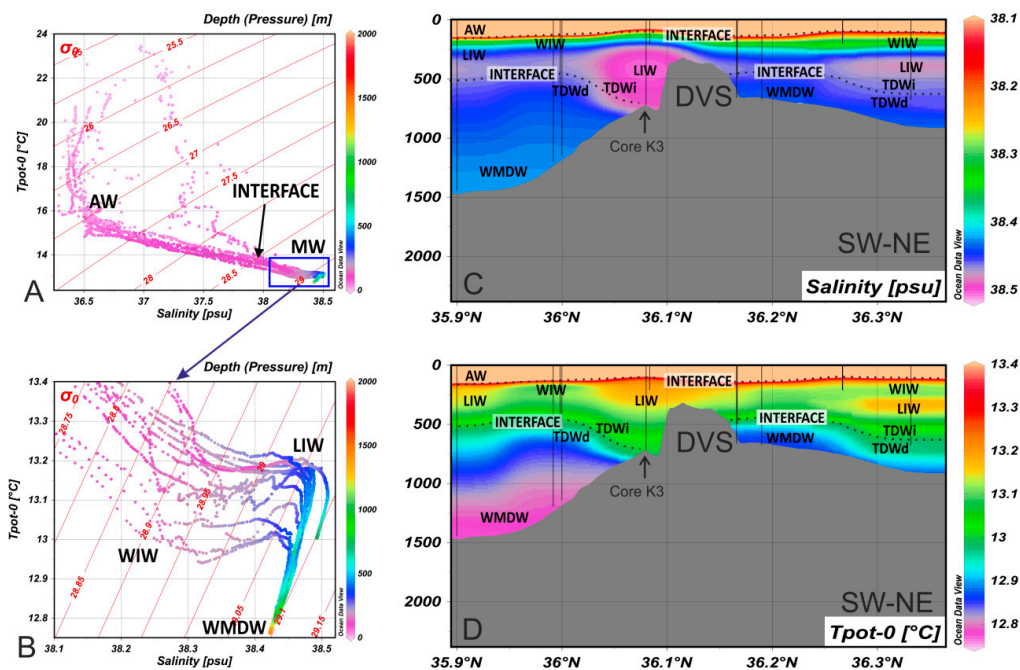 Depth (Pressure) [m]
σ0
24
22
20
18
16
14
Tpot-0 [°C]
25.5
26
26.5
27
27.5
28
28.5
29
AW
INTERFACE
MW
A
36.5
37
37.5
38
38.5
Salinity [psu]
2000
1500
1000
500
0
Ocean Data View
Depth (Pressure) [m]
σ0
13.4
13.3
13.2
13.1
13
12.9
12.8
Tpot-0 [°C]
28.75
28.8
28.85
28.9
28.95
29
29.05
29.1
29.15
LIW
WIW
WMDW
B
38.1
38.2
38.3
38.4
38.5
Salinity [psu]
2000
1500
1000
500
0
Ocean Data View
0
500
1000
1500
2000
AW
LIW
WIW
INTERFACE
WIW
INTERFACE
LIW
INTERFACE
LIW
TDWd
TDWi
DVS
WMDW
TDWi
TDWd
Core K3
WMDW
SW-NE
C
Salinity [psu]
35.9°N
36°N
36.1°N
36.2°N
36.3°N
38.1
38.2
38.3
38.4
38.5
Ocean Data View
0
500
1000
1500
2000
AW
LIW
WIW
INTERFACE
LIW
WIW
LIW
INTERFACE
TDWi
TDWd
DVS
INTERFACE
WMDW
TDWi
TDWd
Core K3
WMDW
SW-NE
D
Tpot-0 [°C]
35.9°N
36°N
36.1°N
36.2°N
36.3°N
13.4
13.3
13.2
13.1
13
12.9
12.8
Ocean Data View